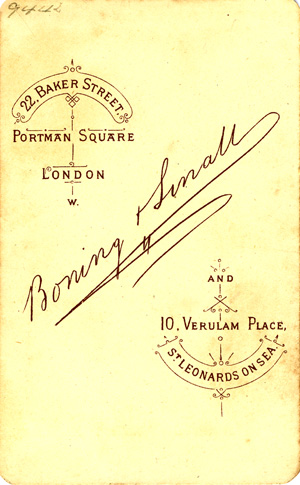 22, BAKER STREET.
PORTMAN SQUARE
LONDON
W.
Boning & Small
AND
10, VERULAM PLACE,
ST LEONARDS ON SEA.